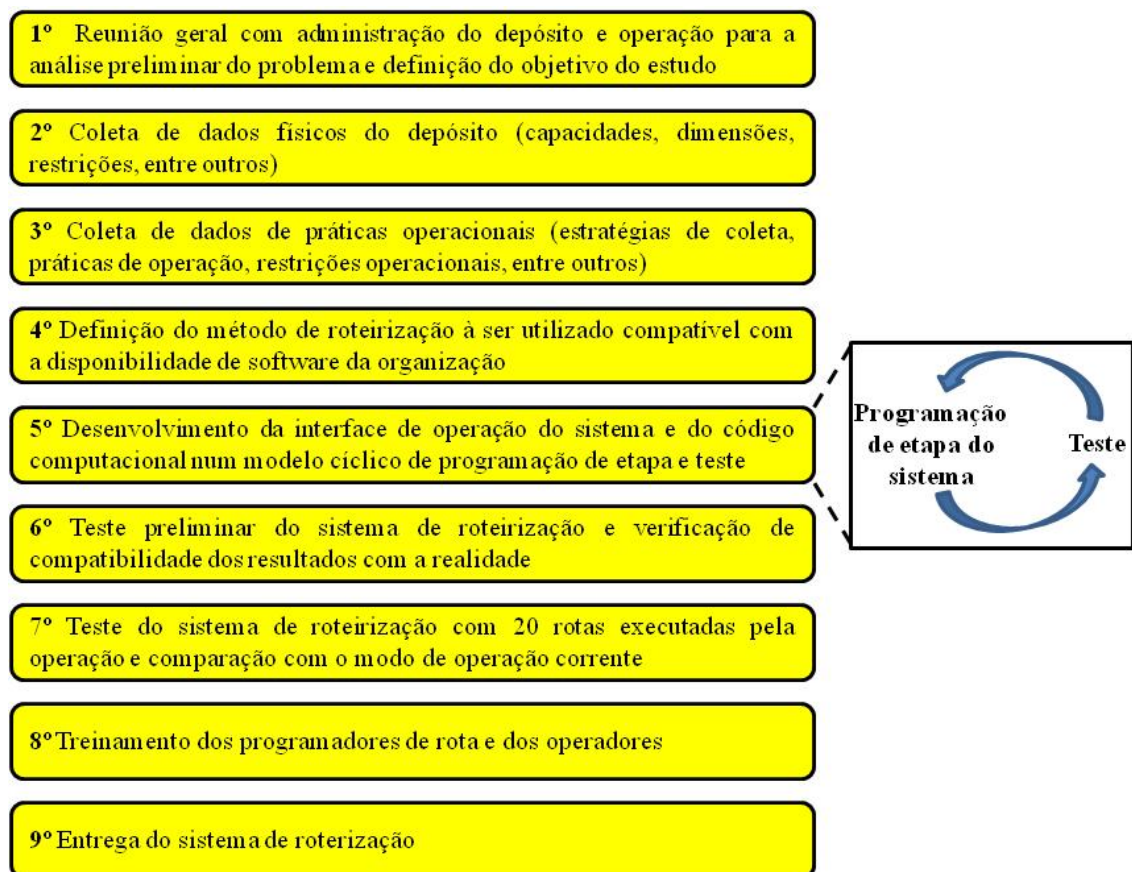 1º Reunião geral com administração do depósito e operação para a
análise preliminar do problema e definição do objetivo do estudo
2º Coleta de dados físicos do depósito (capacidades, dimensões,
restrições, entre outros)
3º Coleta de dados de práticas operacionais (estratégias de coleta,
práticas de operação, restrições operacionais, entre outros)
4º Definição do método de roteirização à ser utilizado compatível com
a disponibilidade de software da organização
5º Desenvolvimento da interface de operação do sistema e do código
computacional num modelo cíclico de programação de etapa e teste
Programação
de etapa do
sistema
Teste
6º Teste preliminar do sistema de roteirização e verificação de
compatibilidade dos resultados com a realidade
7º Teste do sistema de roteirização com 20 rotas executadas pela
operação e comparação com o modo de operação corrente
8º Treinamento dos programadores de rota e dos operadores
9º Entrega do sistema de roterização